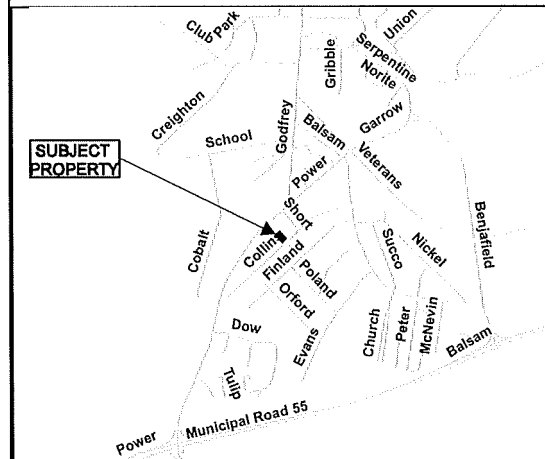 Club Park
Union
Serpentine
Gribble
Norite
Creighton
Garrow
Godfrey
Balsam
School
SUBJECT
PROPERTY
Power
Veterans
Short
Benjafield
Collins
Cobalt
Finland
Succo
Nickel
Poland
Orford
Dow
Evans
Church
Peter
McNevin
Balsam
Tulip
Municipal Road 55
Power